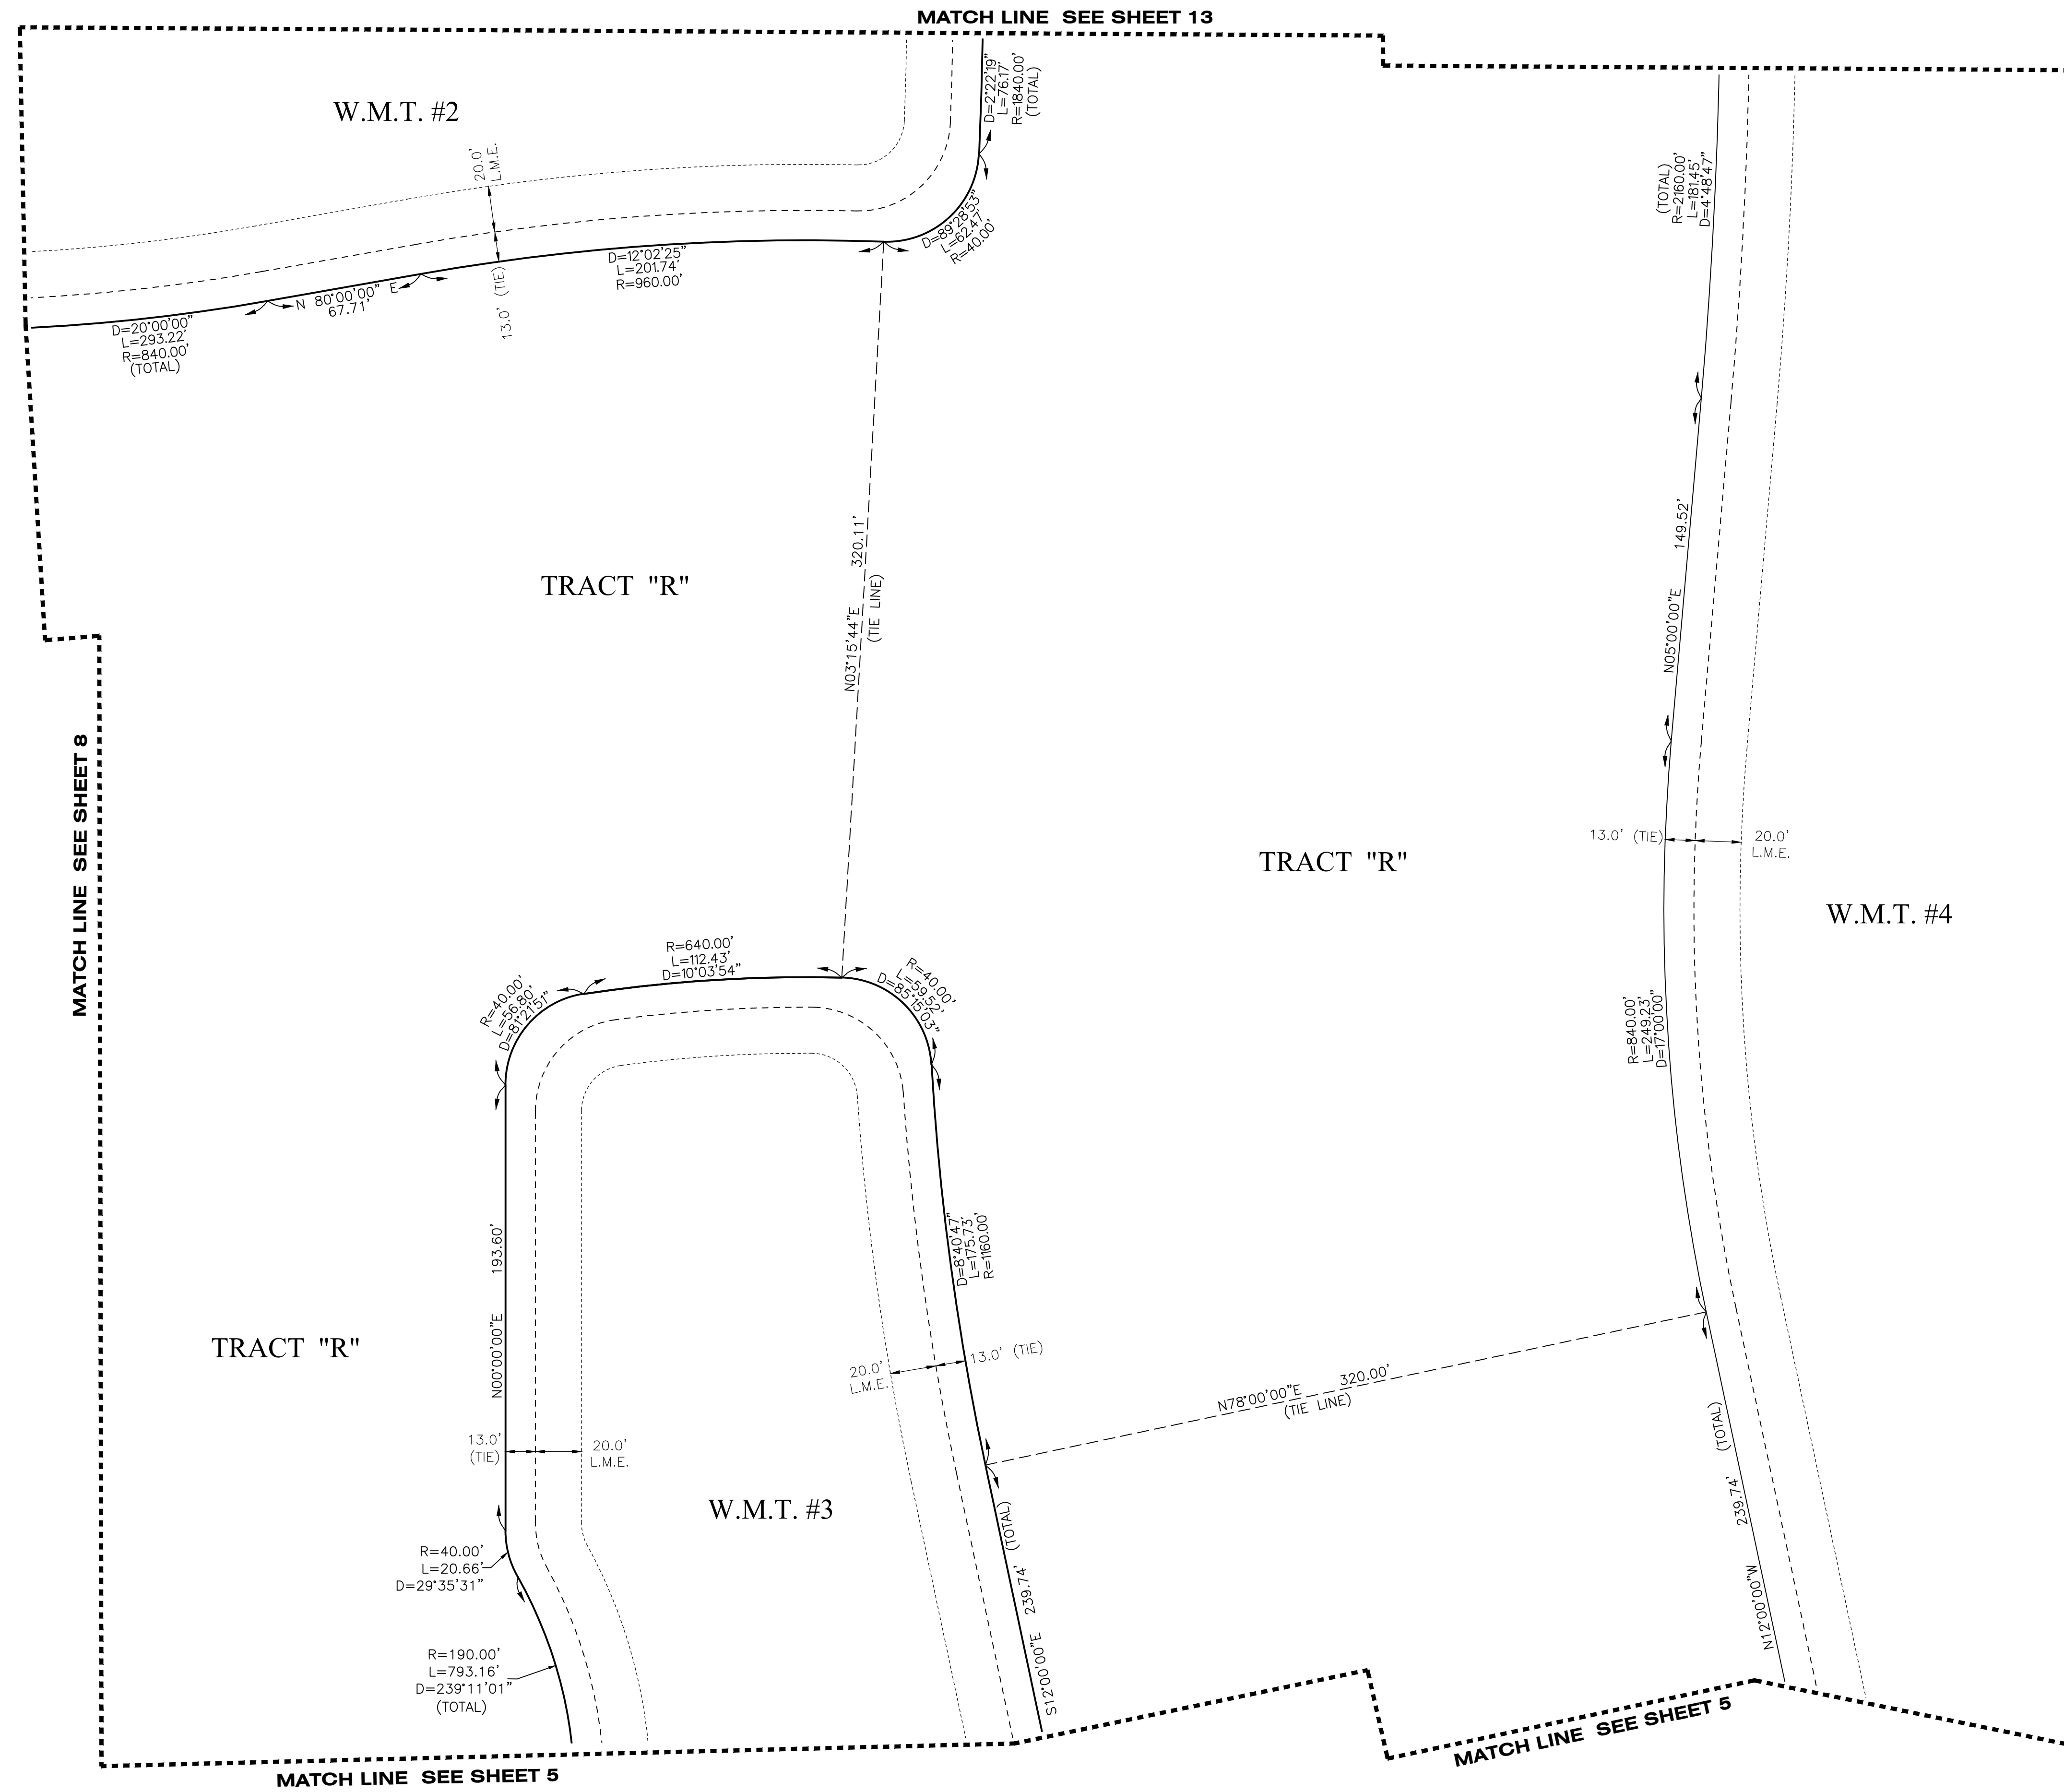 MATCH LINE SEE SHEET 13
W.M.T. #2
20.0'
L.M.E.
13.0' (TIE)
D=2°22'19"
L=76.17'
R=1840.00'
(TOTAL)
D=89°28'53"
L=62.47'
R=40.00'
D=12°02'25"
L=201.74'
R=960.00'
N 80°00'00" E
67.71'
D=20°00'00"
L=293.22'
R=840.00'
(TOTAL)
(TOTAL)
R=2160.00'
L=181.45'
D=4°48'47"
TRACT "R"
N03°15'44"E 320.11'
(TIE LINE)
N05°00'00"E 149.52'
MATCH LINE SEE SHEET 8
13.0' (TIE)
20.0'
L.M.E.
TRACT "R"
W.M.T. #4
R=640.00'
L=112.43'
D=10°03'54"
R=40.00'
L=56.80'
D=81°21'51"
R=40.00'
L=59.52'
D=85°15'03"
R=840.00'
L=249.23'
D=17°00'00"
N00°00'00"E 193.60'
D=8°40'47"
L=175.73'
R=1160.00'
TRACT "R"
20.0'
L.M.E.
13.0' (TIE)
N78°00'00"E 320.00'
(TIE LINE)
13.0'
(TIE)
20.0'
L.M.E.
W.M.T. #3
R=40.00'
L=20.66'
D=29°35'31"
R=190.00'
L=793.16'
D=239°11'01"
(TOTAL)
S12°00'00"E 239.74' (TOTAL)
N12°00'00"W 239.74' (TOTAL)
MATCH LINE SEE SHEET 5
MATCH LINE SEE SHEET 5